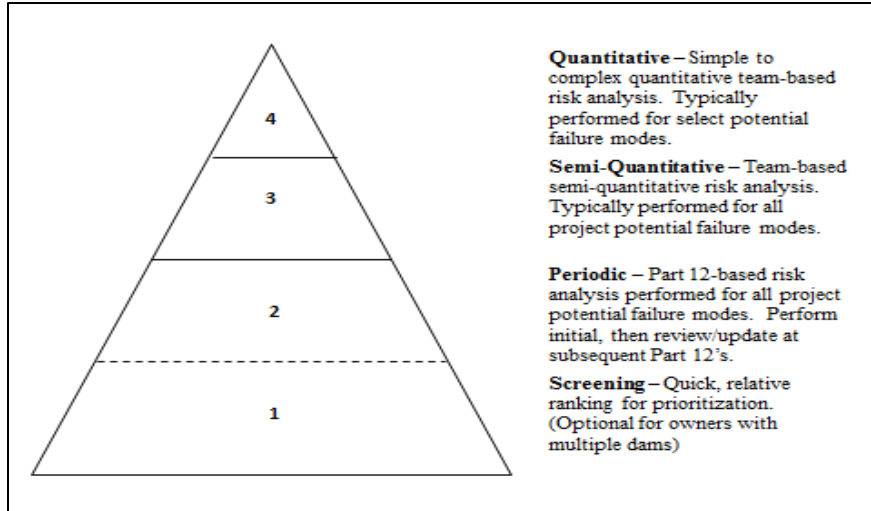 4
Quantitative – Simple to
complex quantitative team-based
risk analysis. Typically
performed for select potential
failure modes.
3
Semi-Quantitative – Team-based
semi-quantitative risk analysis.
Typically performed for all
project potential failure modes.
2
Periodic – Part 12-based risk
analysis performed for all project
potential failure modes. Perform
initial, then review/update at
subsequent Part 12's.
1
Screening – Quick, relative
ranking for prioritization.
(Optional for owners with
multiple dams)